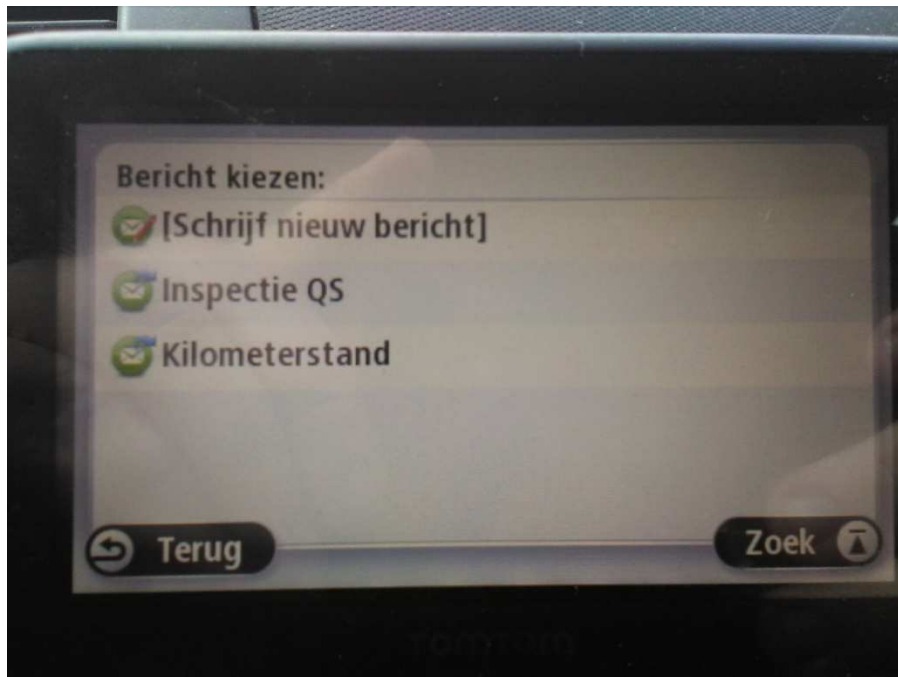 Bericht kiezen:
[Schrijf nieuw bericht]
Inspectie QS
Kilometerstand
Terug
Zoek